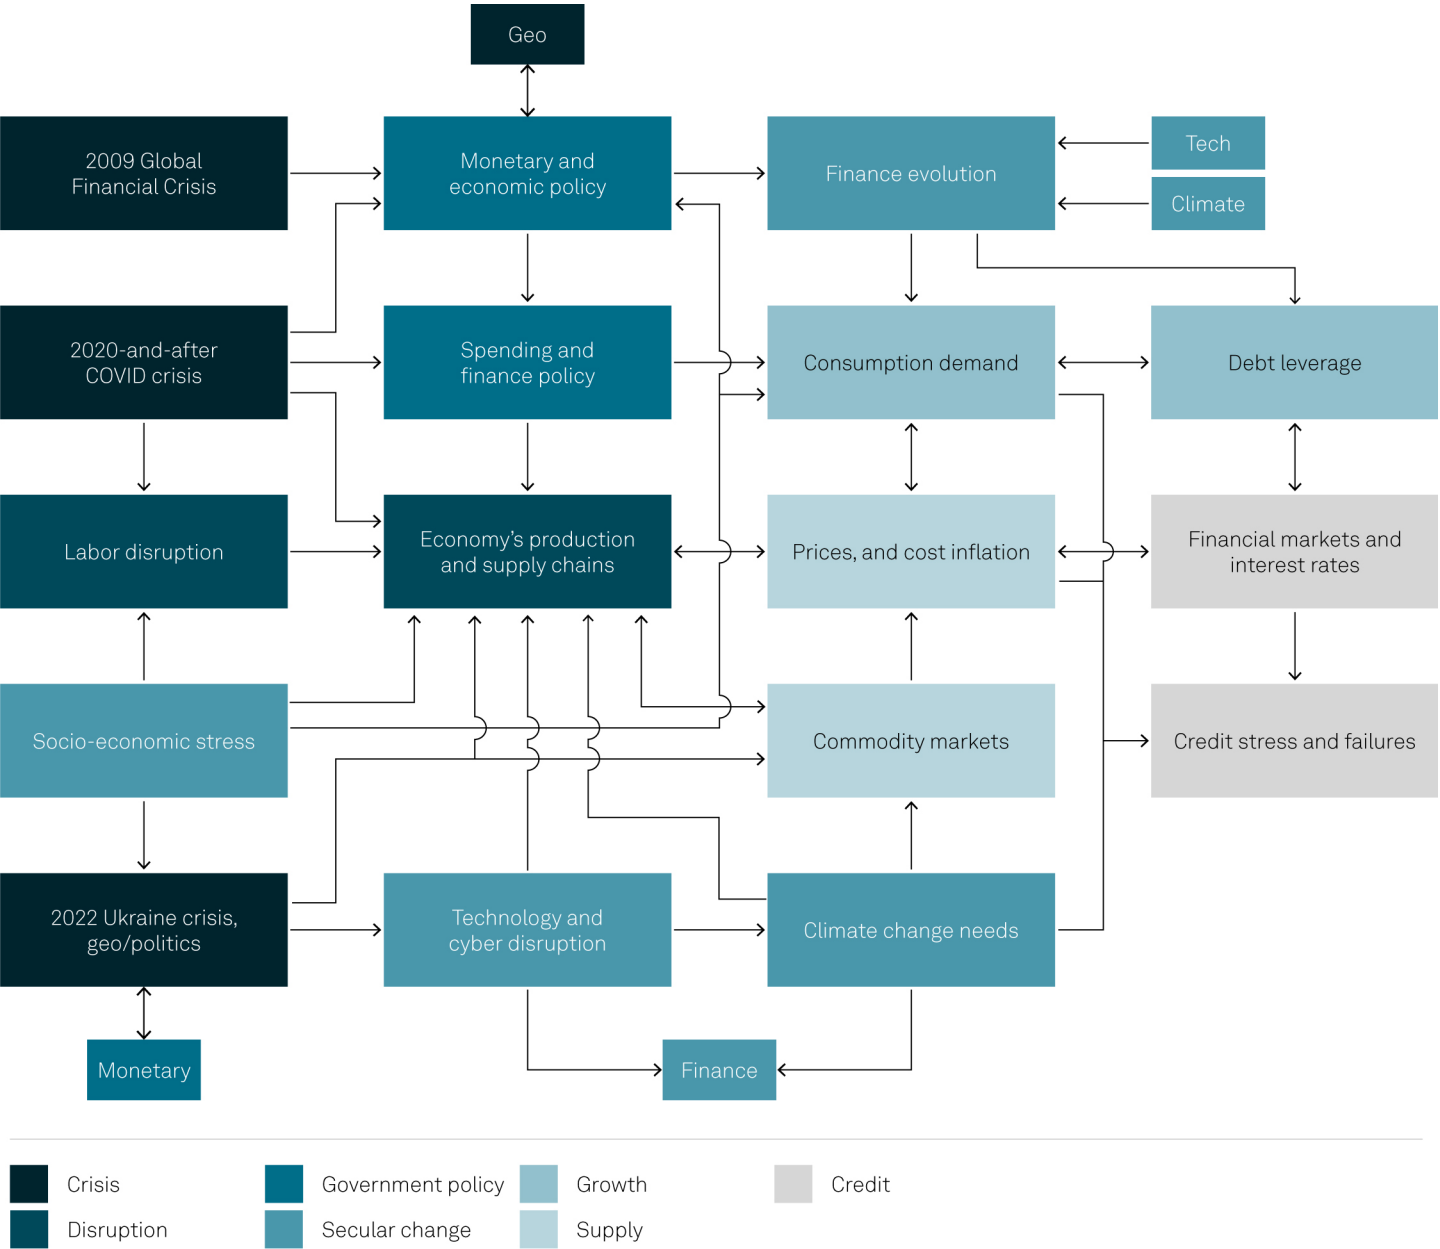 Geo
2009 Global
Financial Crisis
Monetary and
economic policy
Finance evolution
Tech
Climate
2020-and-after
COVID crisis
Spending and
finance policy
Consumption demand
Debt leverage
Labor disruption
Economy's production
and supply chains
Prices, and cost inflation
Financial markets and
interest rates
Socio-economic stress
Commodity markets
Credit stress and failures
2022 Ukraine crisis,
geo/politics
Technology and
cyber disruption
Climate change needs
Monetary
Finance
Crisis
Government policy
Growth
Credit
Disruption
Secular change
Supply